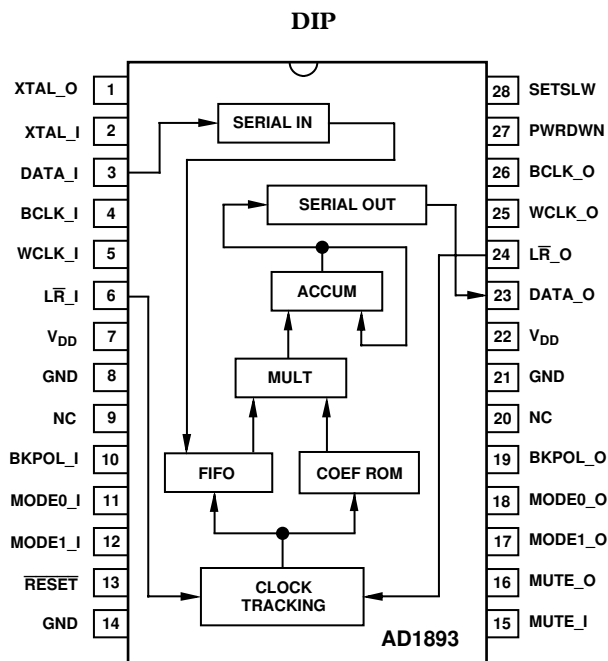 DIP
XTAL_O 1
XTAL_I 2
DATA_I 3
BCLK_I 4
WCLK_I 5
LR̅_I 6
V_DD 7
GND 8
NC 9
BKPOL_I 10
MODE0_I 11
MODE1_I 12
R̅E̅S̅E̅T̅ 13
GND 14
SERIAL IN
SERIAL OUT
ACCUM
MULT
FIFO
COEF ROM
CLOCK
TRACKING
AD1893
28 SETSLW
27 PWRDWN
26 BCLK_O
25 WCLK_O
24 LR̅_O
23 DATA_O
22 V_DD
21 GND
20 NC
19 BKPOL_O
18 MODE0_O
17 MODE1_O
16 MUTE_O
15 MUTE_I